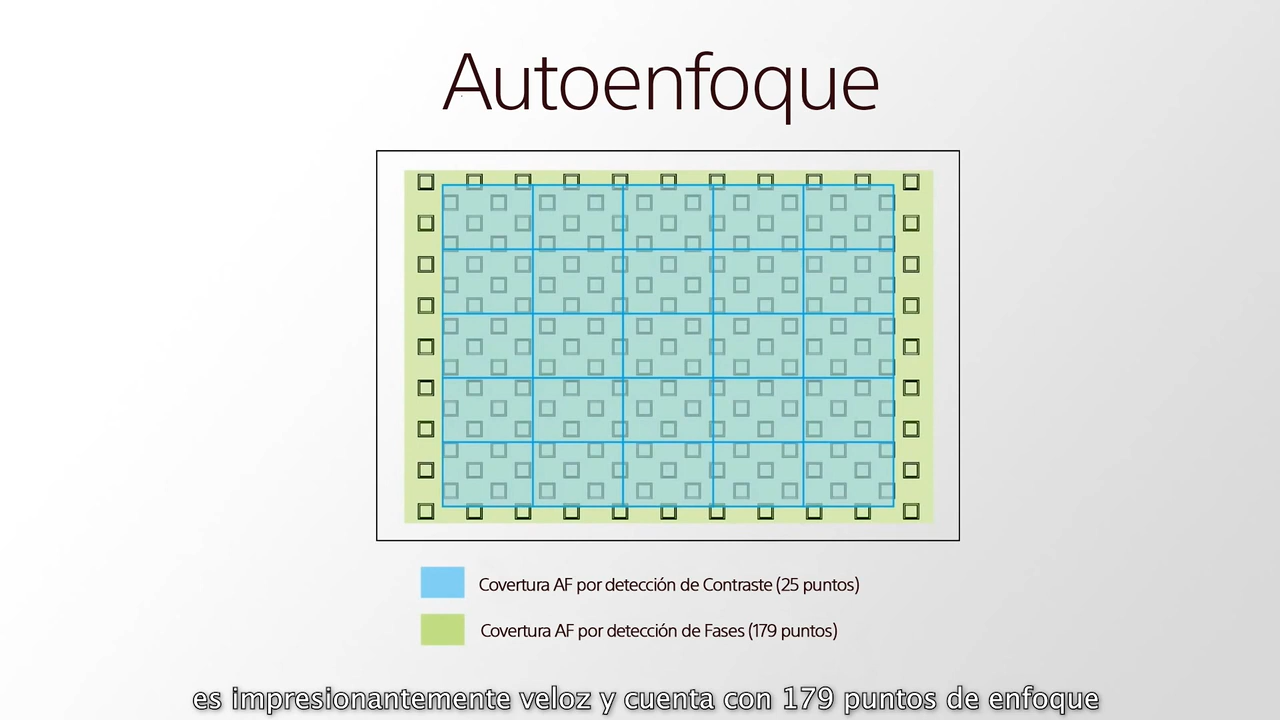 Autoenfoque
Covertura AF por detección de Contraste (25 puntos)
Covertura AF por detección de Fases (179 puntos)
es impresionantemente veloz y cuenta con 179 puntos de enfoque